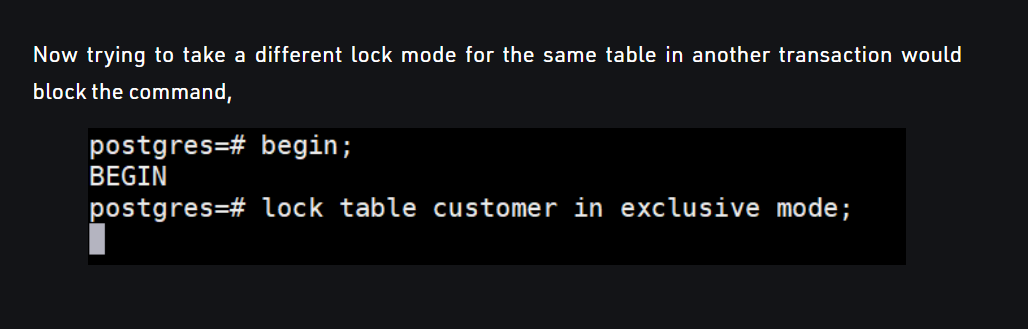 Now trying to take a different lock mode for the same table in another transaction would
block the command,
postgres=# begin;
BEGIN
postgres=# lock table customer in exclusive mode;